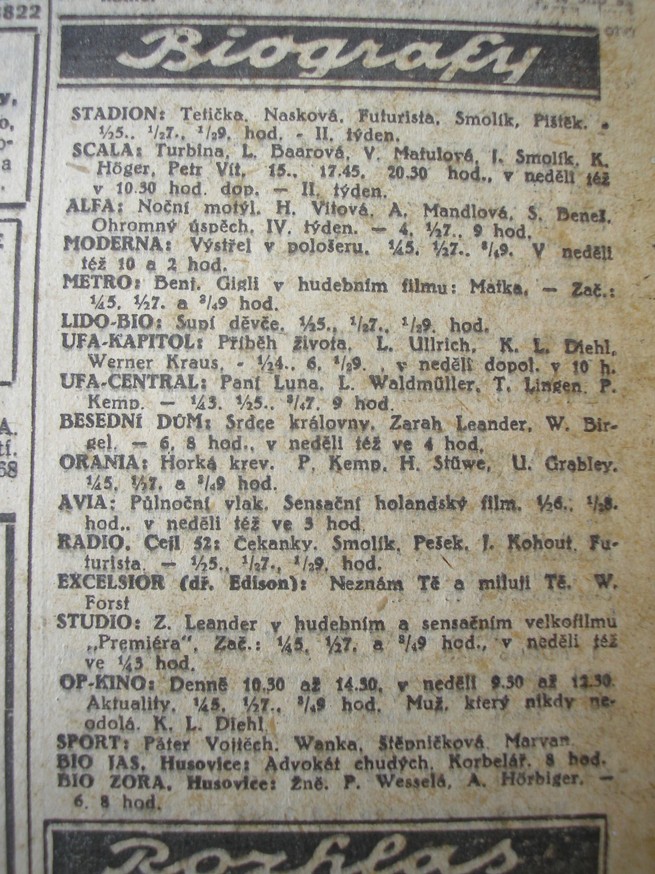 3822
Biografy
STADION: Tetička. Nasková. Futurista. Smolík. Pištěk. •
½5., ½7., ½9. hod. - II. týden.
SCALA: Turbina, L. Baarová, V. Matulová, J. Smolík, K.
Höger, Petr Vít. 15., 17.45, 20.30 hod., v neděli též
v 10.30 hod. dop. — II. týden.
ALFA: Noční motýl. H. Vítová, A. Mandlová, S. Beneš.
Ohromný úspěch. IV. týden. — 4, ½7., 9 hod.
MODERNA: Výstřel v pološeru. ¼5, ½7., ¾9. V neděli
též 10 a 2 hod.
METRO: Beni. Gigli v hudebním filmu: Matka. — Zač.:
¼5, ½7. a ¾9 hod.
LIDO-BIO: Supí děvče. ½5., ½7., ½9. hod.
UFA-KAPITOL: Příběh života. L. Ullrich, K. L. Diehl,
Werner Kraus. - ½4.. 6, ½9. , v neděli dopol. v 10 h.
UFA-CENTRAL: Paní Luna. L. Waldmüller, T. Lingen, P.
Kemp. — ¼3, ½5., ¾7, 9 hod.
BESEDNÍ DŮM: Srdce královny. Zarah Leander, W. Bir-
gel. — 6, 8 hod., v neděli též ve 4 hod.
ORANIA: Horká krev. P. Kemp, H. Stüwe, U. Grabley.
¼5, ½7. a ¾9 hod.
AVIA: Půlnoční vlak. Sensační holandský film. ½6., ½8.
hod., v neděli též ve 3 hod.
RADIO, Cejl 52: Čekanky. Smolík, Pešek, J. Kohout, Fu-
turista. — ½5., ½7., ½9. hod.
EXCELSIOR (dř. Edison): Neznám Tě a miluji Tě. W.
Forst
STUDIO: Z. Leander v hudebním a sensačním velkofilmu
„Premiéra". Zač.: ¼5, ½7. a ¾9 hod., v neděli též
ve ¼3 hod.
OP-KINO: Denně 10.30 až 14.30, v neděli 9.30 až 12.30
Aktuality. ¼5, ½7., ¾9 hod. Muž, který nikdy ne-
odolá. K. L. Diehl
SPORT: Páter Vojtěch. Wanka, Štěpničková, Marvan
BIO JAS, Husovice: Advokát chudých. Korbelář. 8 hod.
BIO ZORA, Husovice: Žně. P. Wesselá, A. Hörbiger. —
6, 8 hod.
Rozhlas